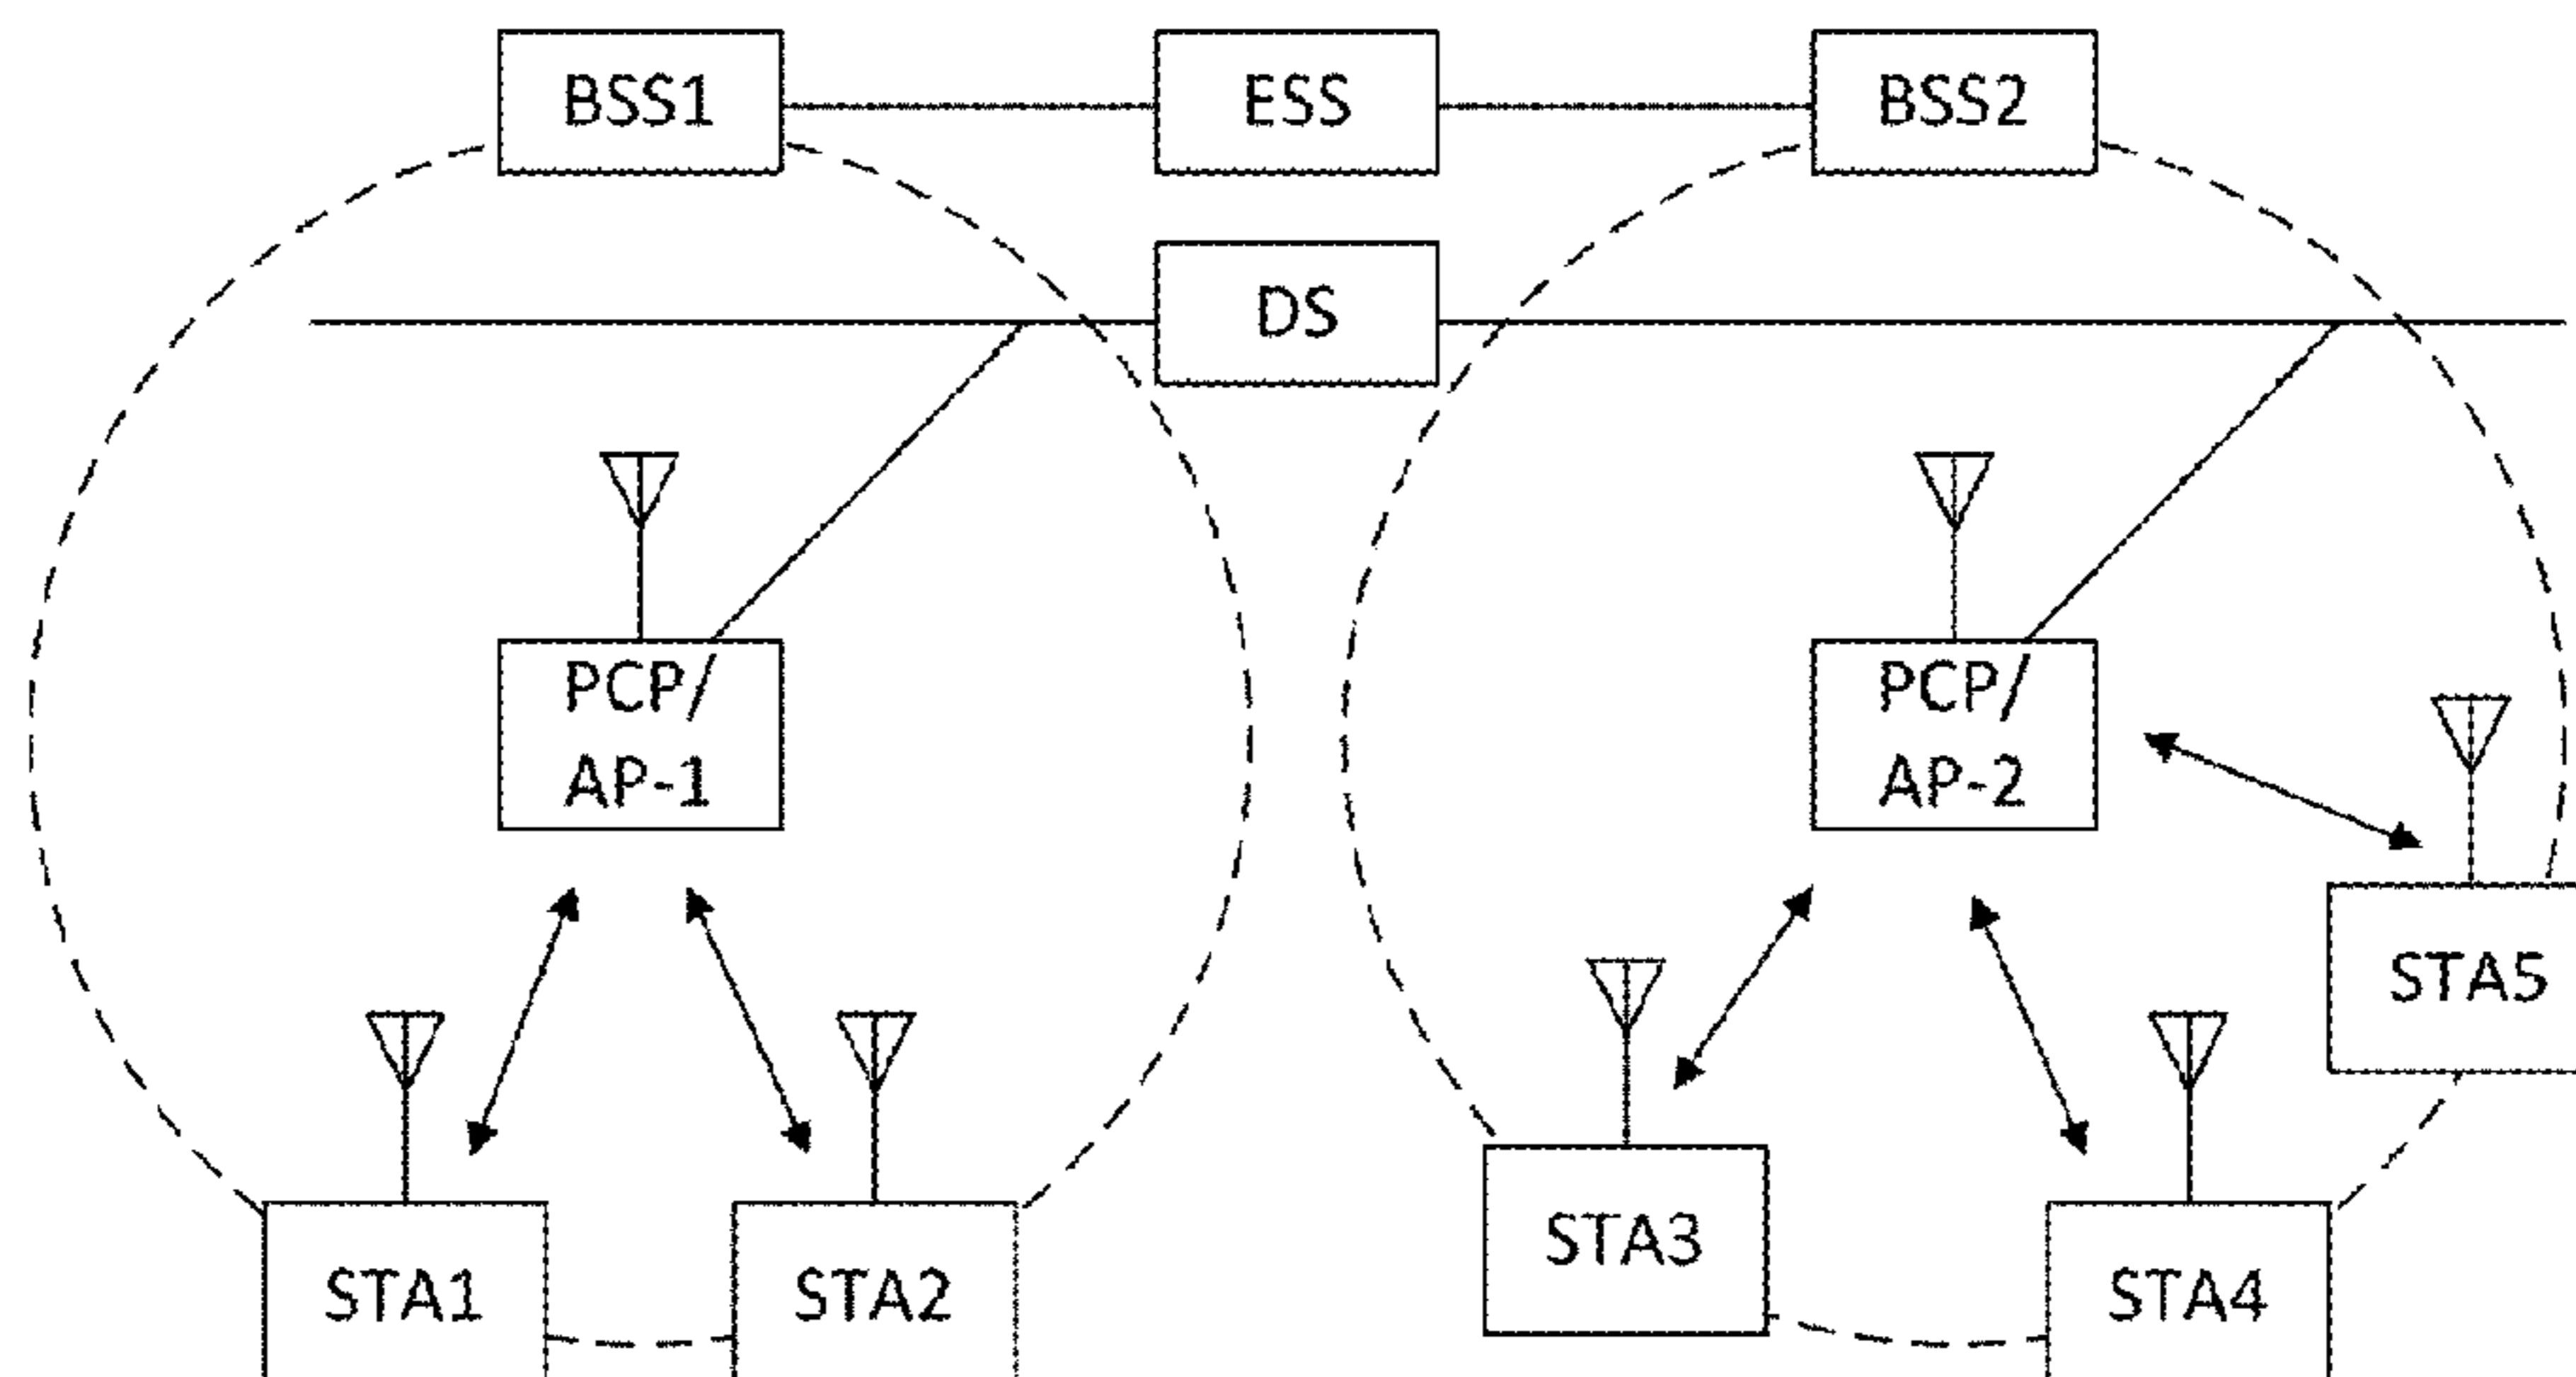 BSS1
ESS
BSS2
DS
PCP/
AP-1
PCP/
AP-2
STA5
STA3
STA1
STA2
STA4